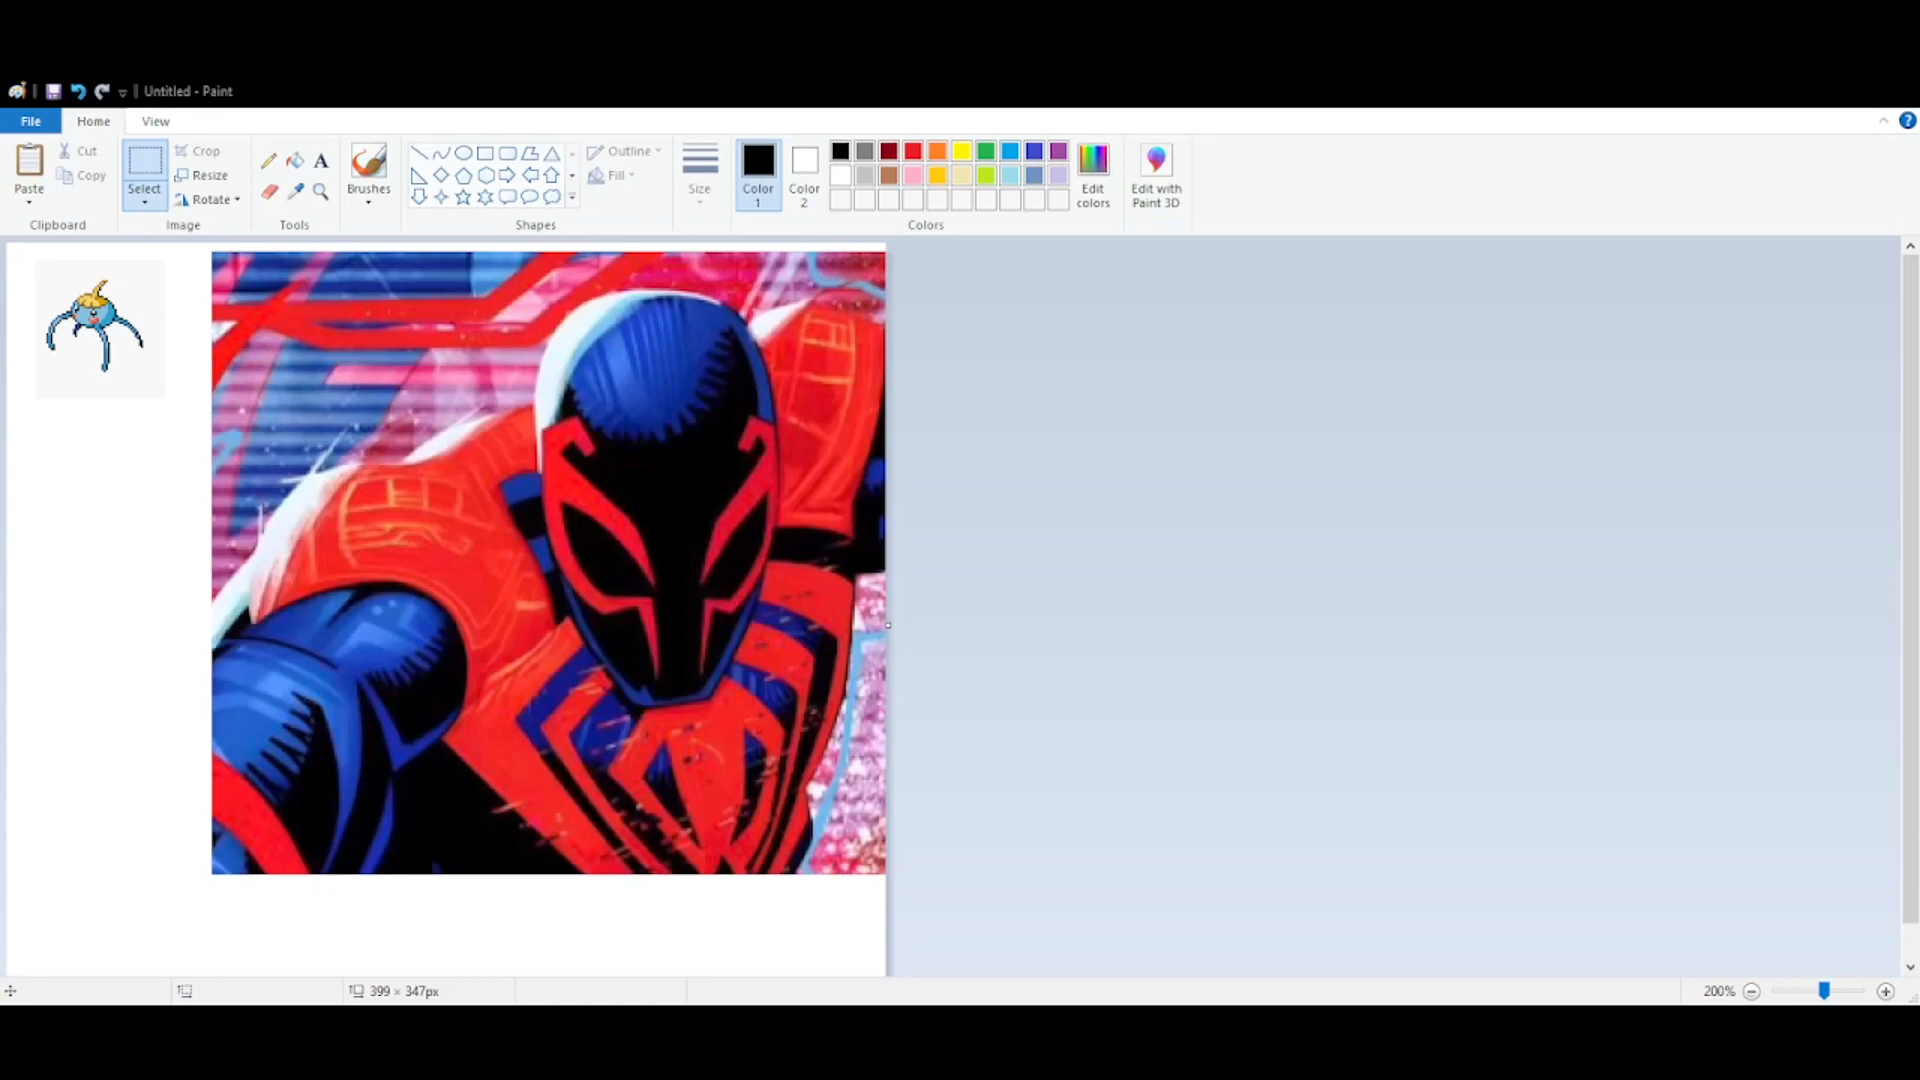 Untitled - Paint
File Home View
Paste
Cut
Copy
Clipboard
Select
Crop
Resize
Rotate
Image
A
Tools
Brushes
Shapes
Outline
Fill
Size
Color 1
Color 2
Colors
Edit colors
Edit with Paint 3D
?
399 × 347px
200%